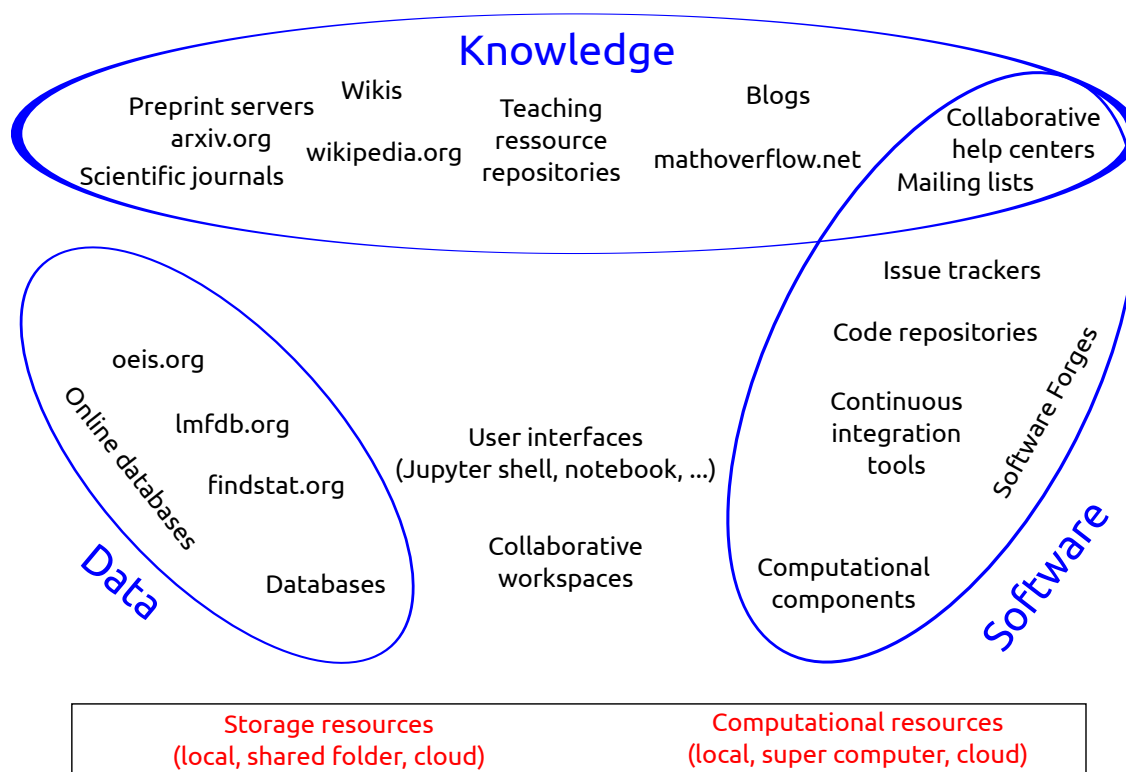 Knowledge
Preprint servers
arxiv.org
Scientific journals
Wikis
wikipedia.org
Teaching
ressource
repositories
Blogs
mathoverflow.net
Collaborative
help centers
Mailing lists
Issue trackers
Code repositories
Continuous
integration
tools
Software Forges
Computational
components
Software
oeis.org
lmfdb.org
findstat.org
Online databases
Databases
Data
User interfaces
(Jupyter shell, notebook, ...)
Collaborative
workspaces
Storage resources
(local, shared folder, cloud)
Computational resources
(local, super computer, cloud)